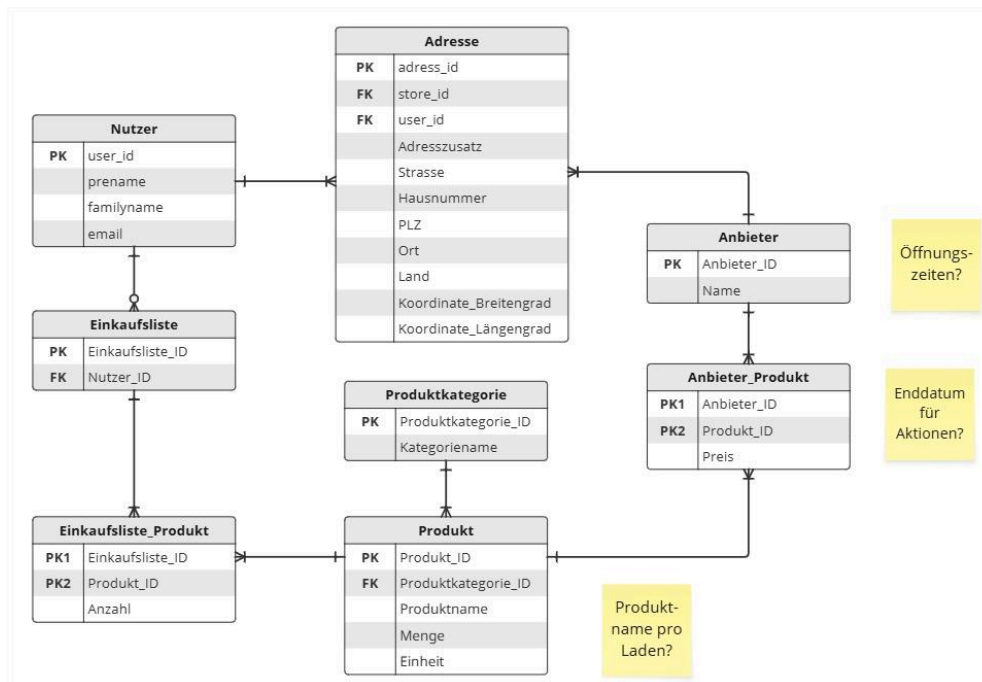 Adresse
PK adress_id
FK store_id
FK user_id
Adresszusatz
Strasse
Hausnummer
PLZ
Ort
Land
Koordinate_Breitengrad
Koordinate_Längengrad
Nutzer
PK user_id
prename
familyname
email
Anbieter
PK Anbieter_ID
Name
Öffnungs-
zeiten?
Einkaufsliste
PK Einkaufsliste_ID
FK Nutzer_ID
Anbieter_Produkt
PK1 Anbieter_ID
PK2 Produkt_ID
Preis
Enddatum
für
Aktionen?
Produktkategorie
PK Produktkategorie_ID
Kategoriename
Einkaufsliste_Produkt
PK1 Einkaufsliste_ID
PK2 Produkt_ID
Anzahl
Produkt
PK Produkt_ID
FK Produktkategorie_ID
Produktname
Menge
Einheit
Produkt-
name pro
Laden?